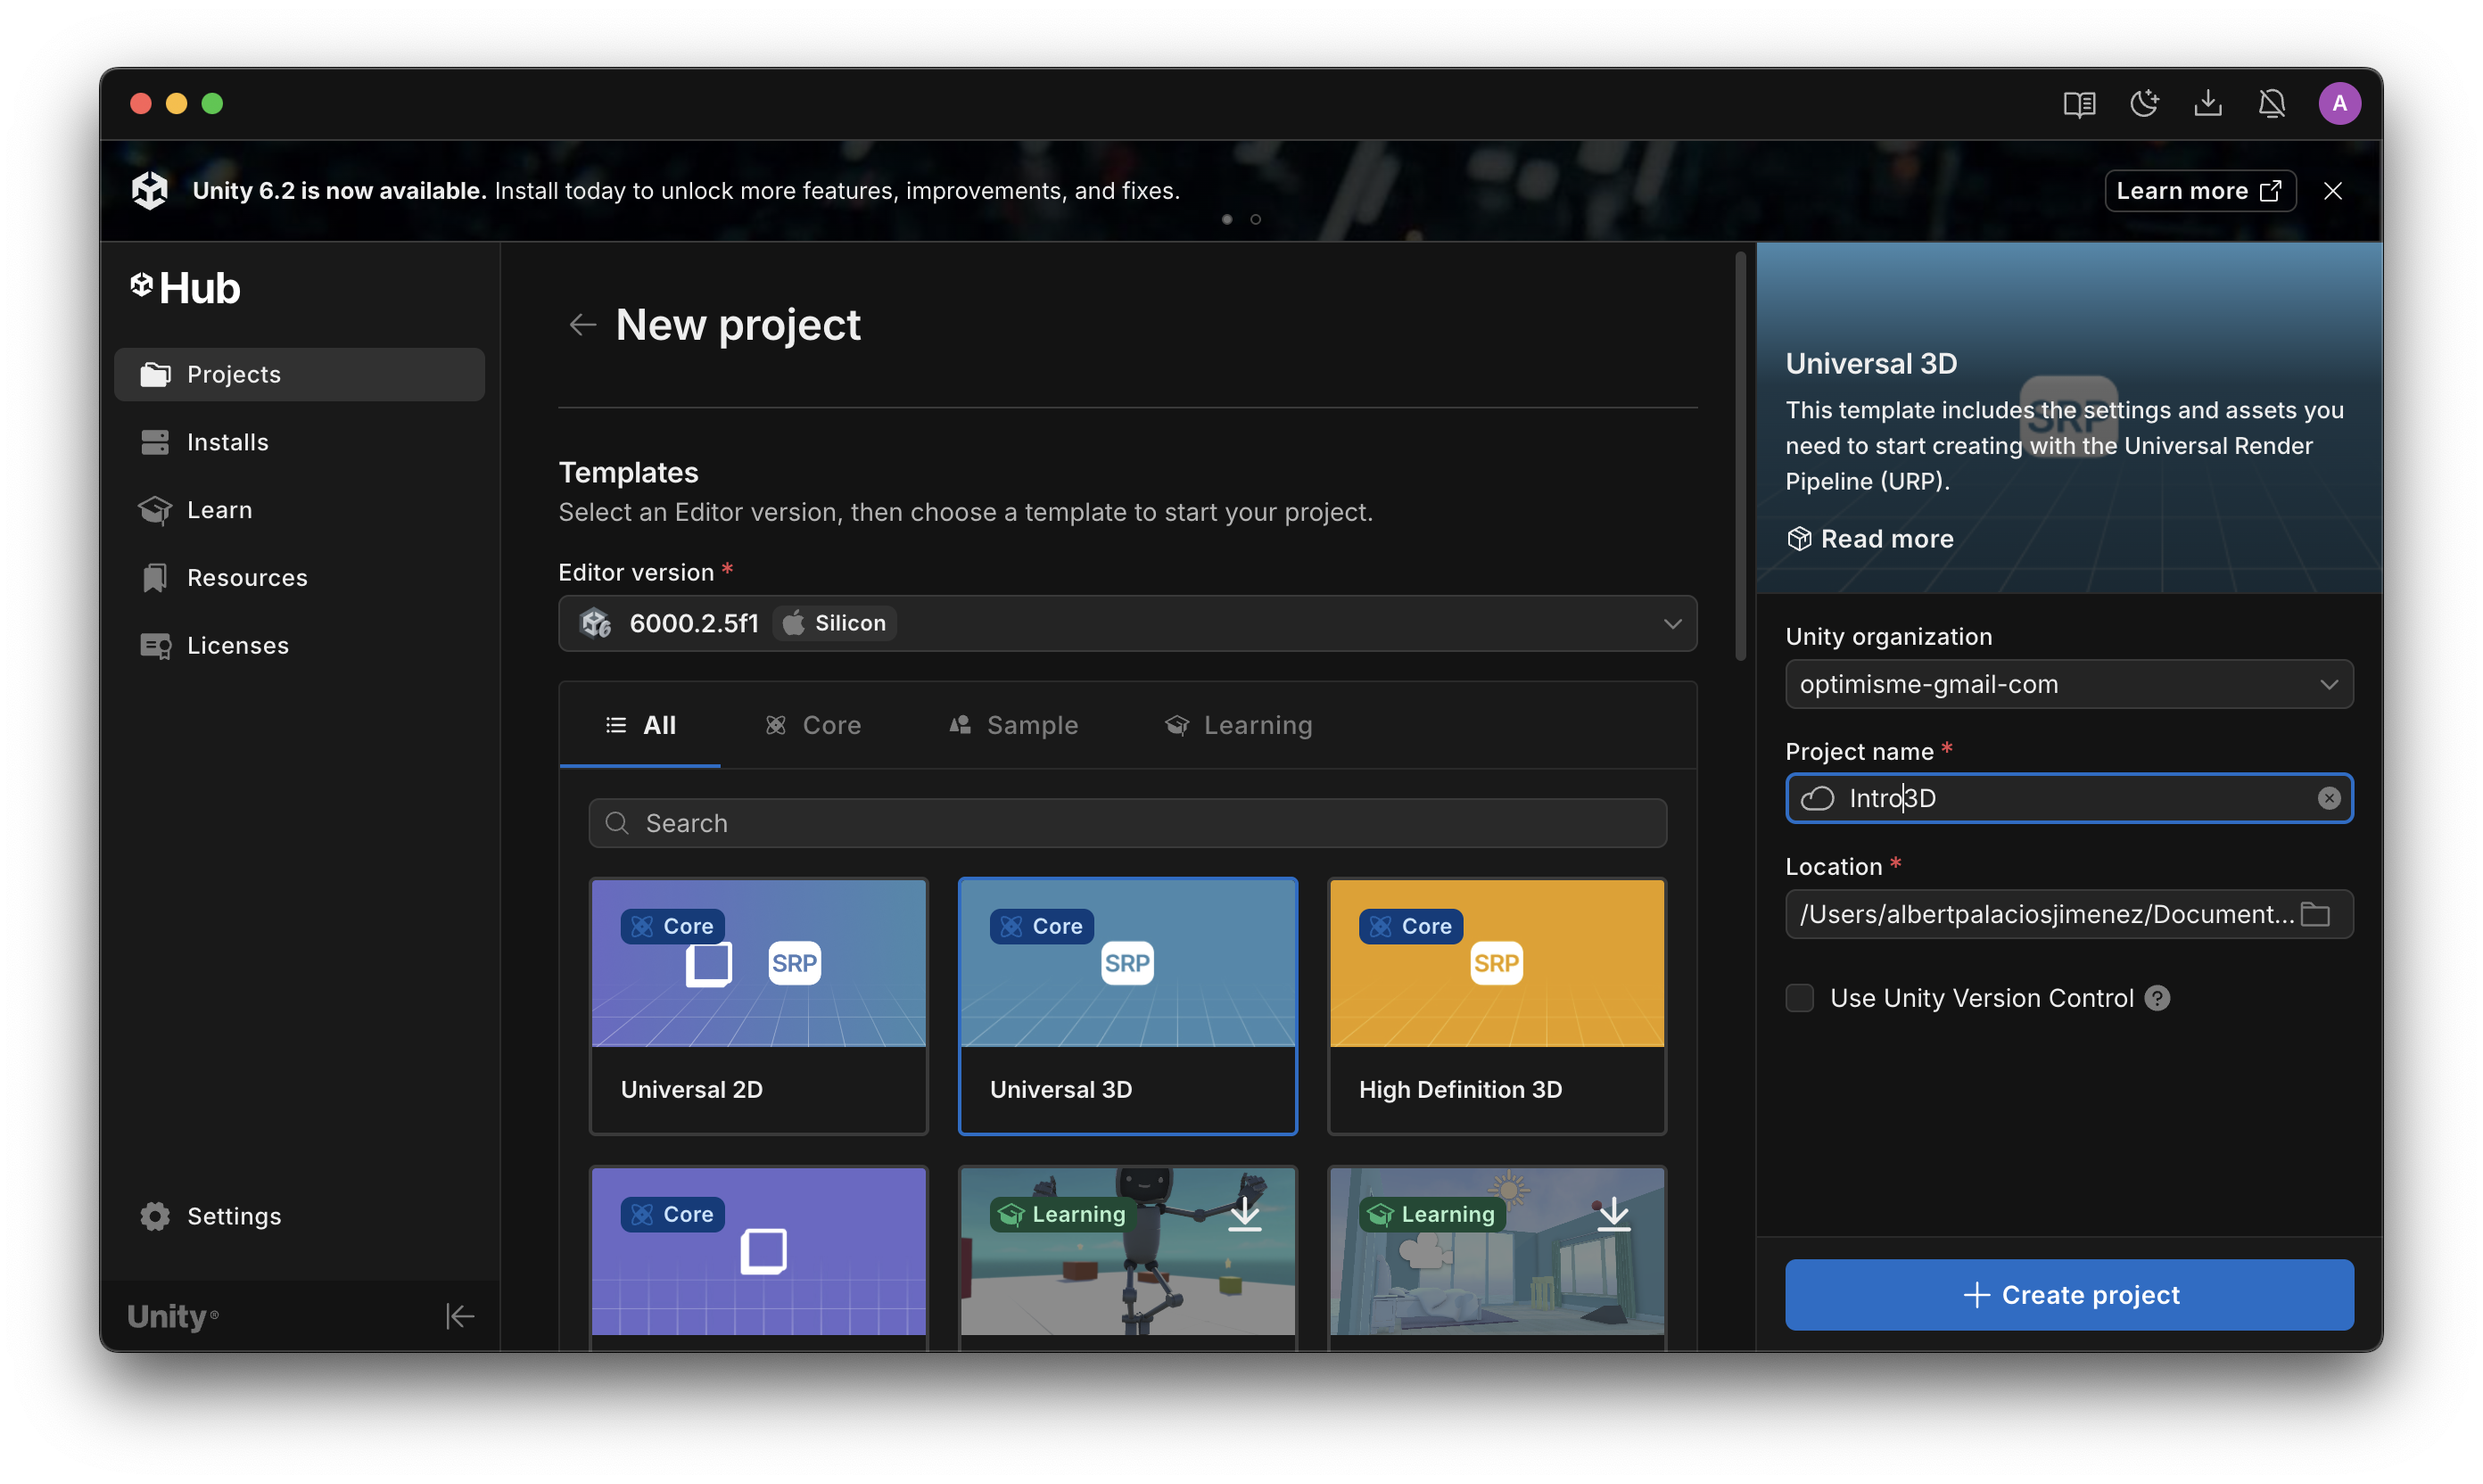 A
Unity 6.2 is now available. Install today to unlock more features, improvements, and fixes.
Learn more
Hub
Projects
Installs
Learn
Resources
Licenses
Settings
Unity®
New project
Templates
Select an Editor version, then choose a template to start your project.
Editor version *
6000.2.5f1 Silicon
All Core Sample Learning
Search
Core SRP
Universal 2D
Core SRP
Universal 3D
Core SRP
High Definition 3D
Core
Learning
Learning
SRP
Universal 3D
This template includes the settings and assets you
need to start creating with the Universal Render
Pipeline (URP).
Read more
Unity organization
optimisme-gmail-com
Project name *
Intro3D
Location *
/Users/albertpalaciosjimenez/Document...
Use Unity Version Control ?
+ Create project